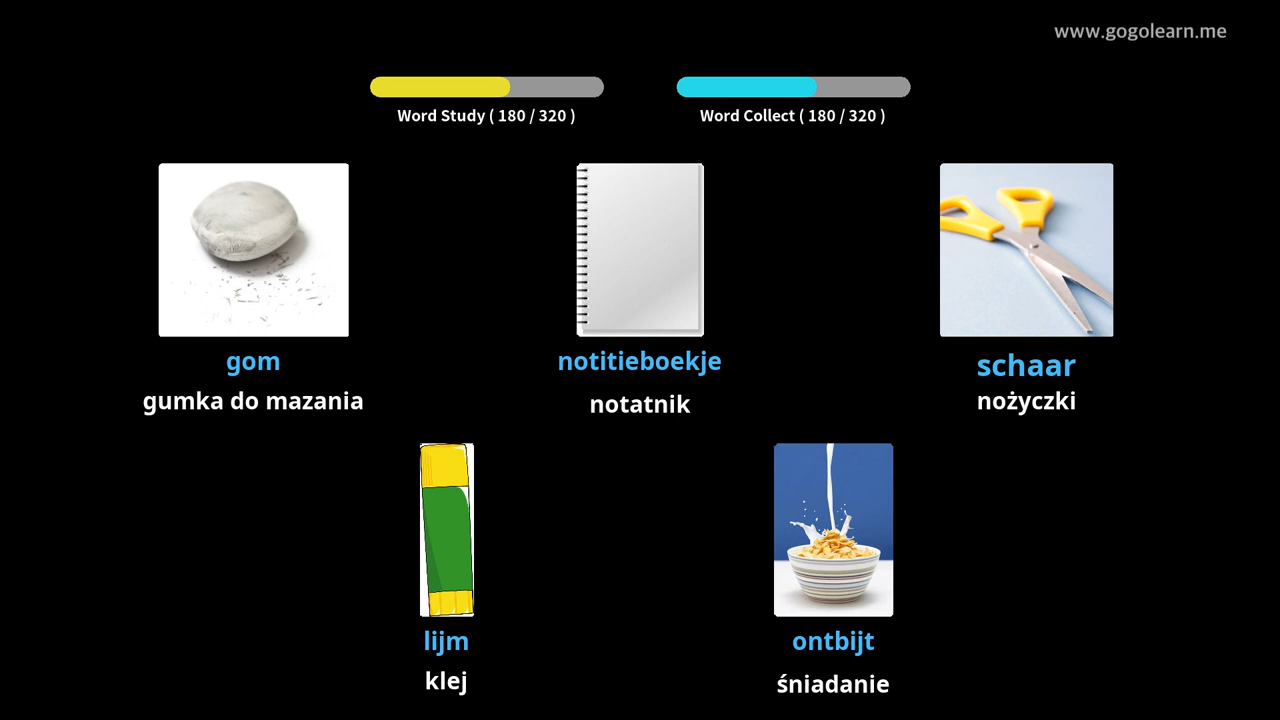 www.gogolearn.me
Word Study ( 180 / 320 )
Word Collect ( 180 / 320 )
gom
gumka do mazania
notitieboekje
notatnik
schaar
nożyczki
lijm
klej
ontbijt
śniadanie